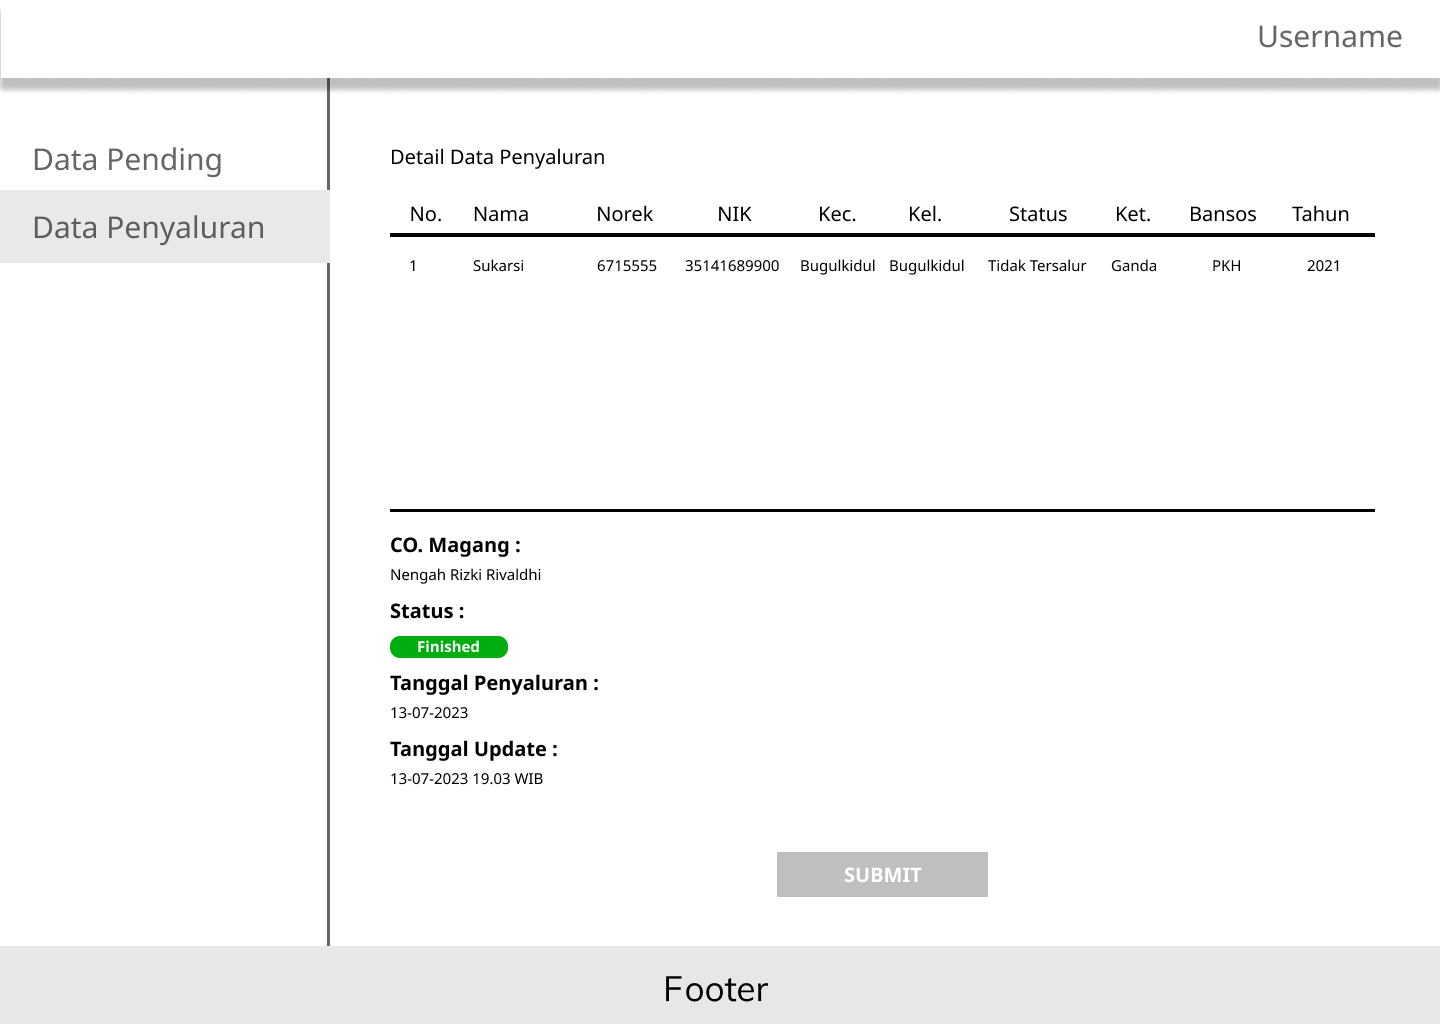 Username
Data Pending
Data Penyaluran
Detail Data Penyaluran
No. Nama Norek NIK Kec. Kel. Status Ket. Bansos Tahun
1 Sukarsi 6715555 35141689900 Bugulkidul Bugulkidul Tidak Tersalur Ganda PKH 2021
CO. Magang :
Nengah Rizki Rivaldhi
Status :
Finished
Tanggal Penyaluran :
13-07-2023
Tanggal Update :
13-07-2023 19.03 WIB
SUBMIT
Footer